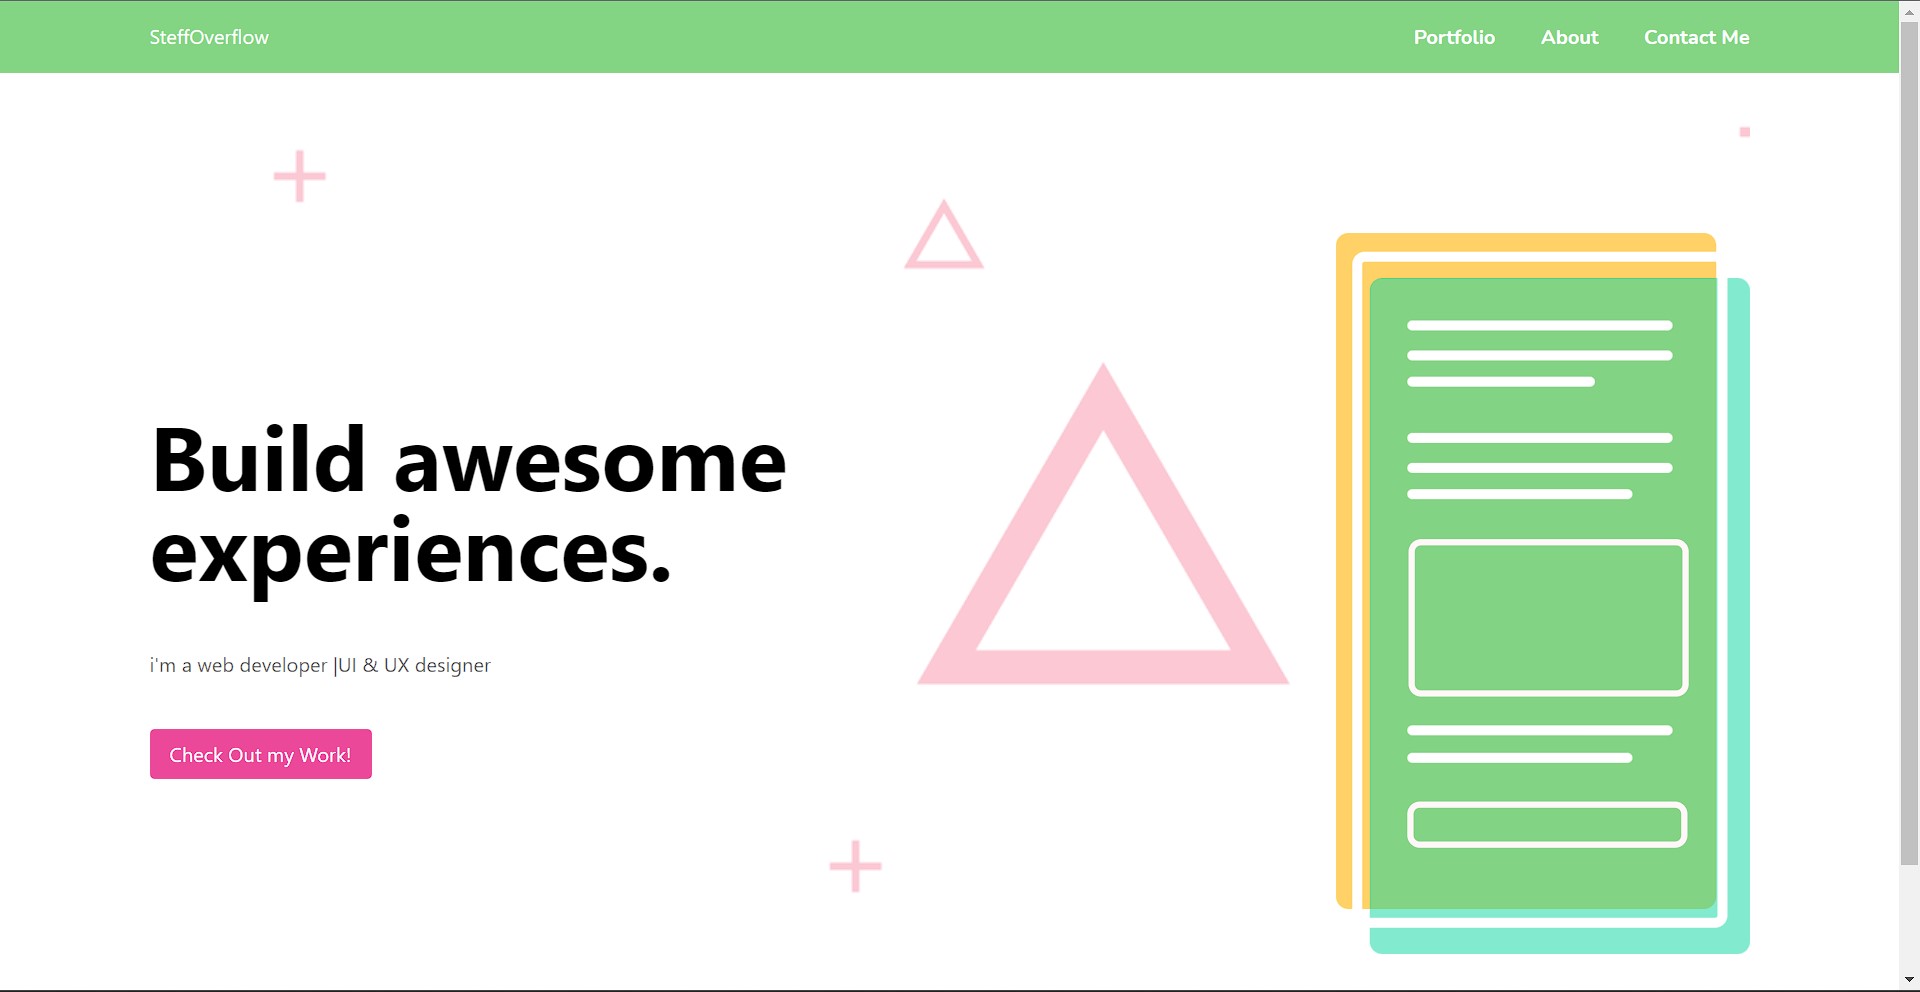 SteffOverflow
Portfolio About Contact Me
Build awesome
experiences.
i'm a web developer |UI & UX designer
Check Out my Work!